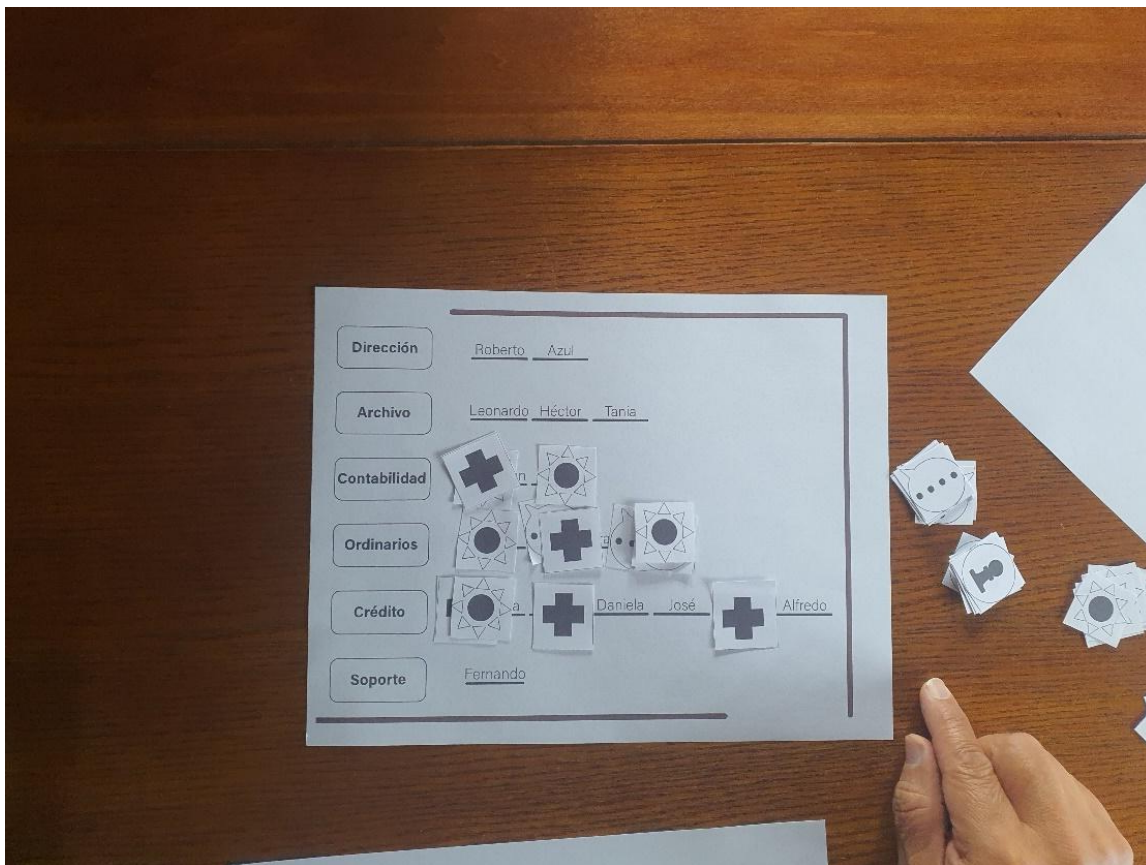 Dirección Roberto Azul
Archivo Leonardo Héctor Tania
Contabilidad
Ordinarios
Crédito Daniela José Alfredo
Soporte Fernando